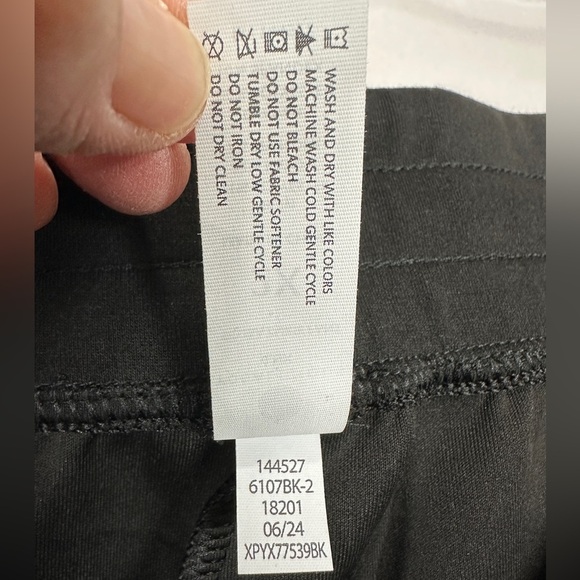 WASH AND DRY WITH LIKE COLORS
MACHINE WASH COLD GENTLE CYCLE
DO NOT BLEACH
DO NOT USE FABRIC SOFTENER
TUMBLE DRY LOW GENTLE CYCLE
DO NOT IRON
DO NOT DRY CLEAN
144527
6107BK-2
18201
06/24
XPYX77539BK